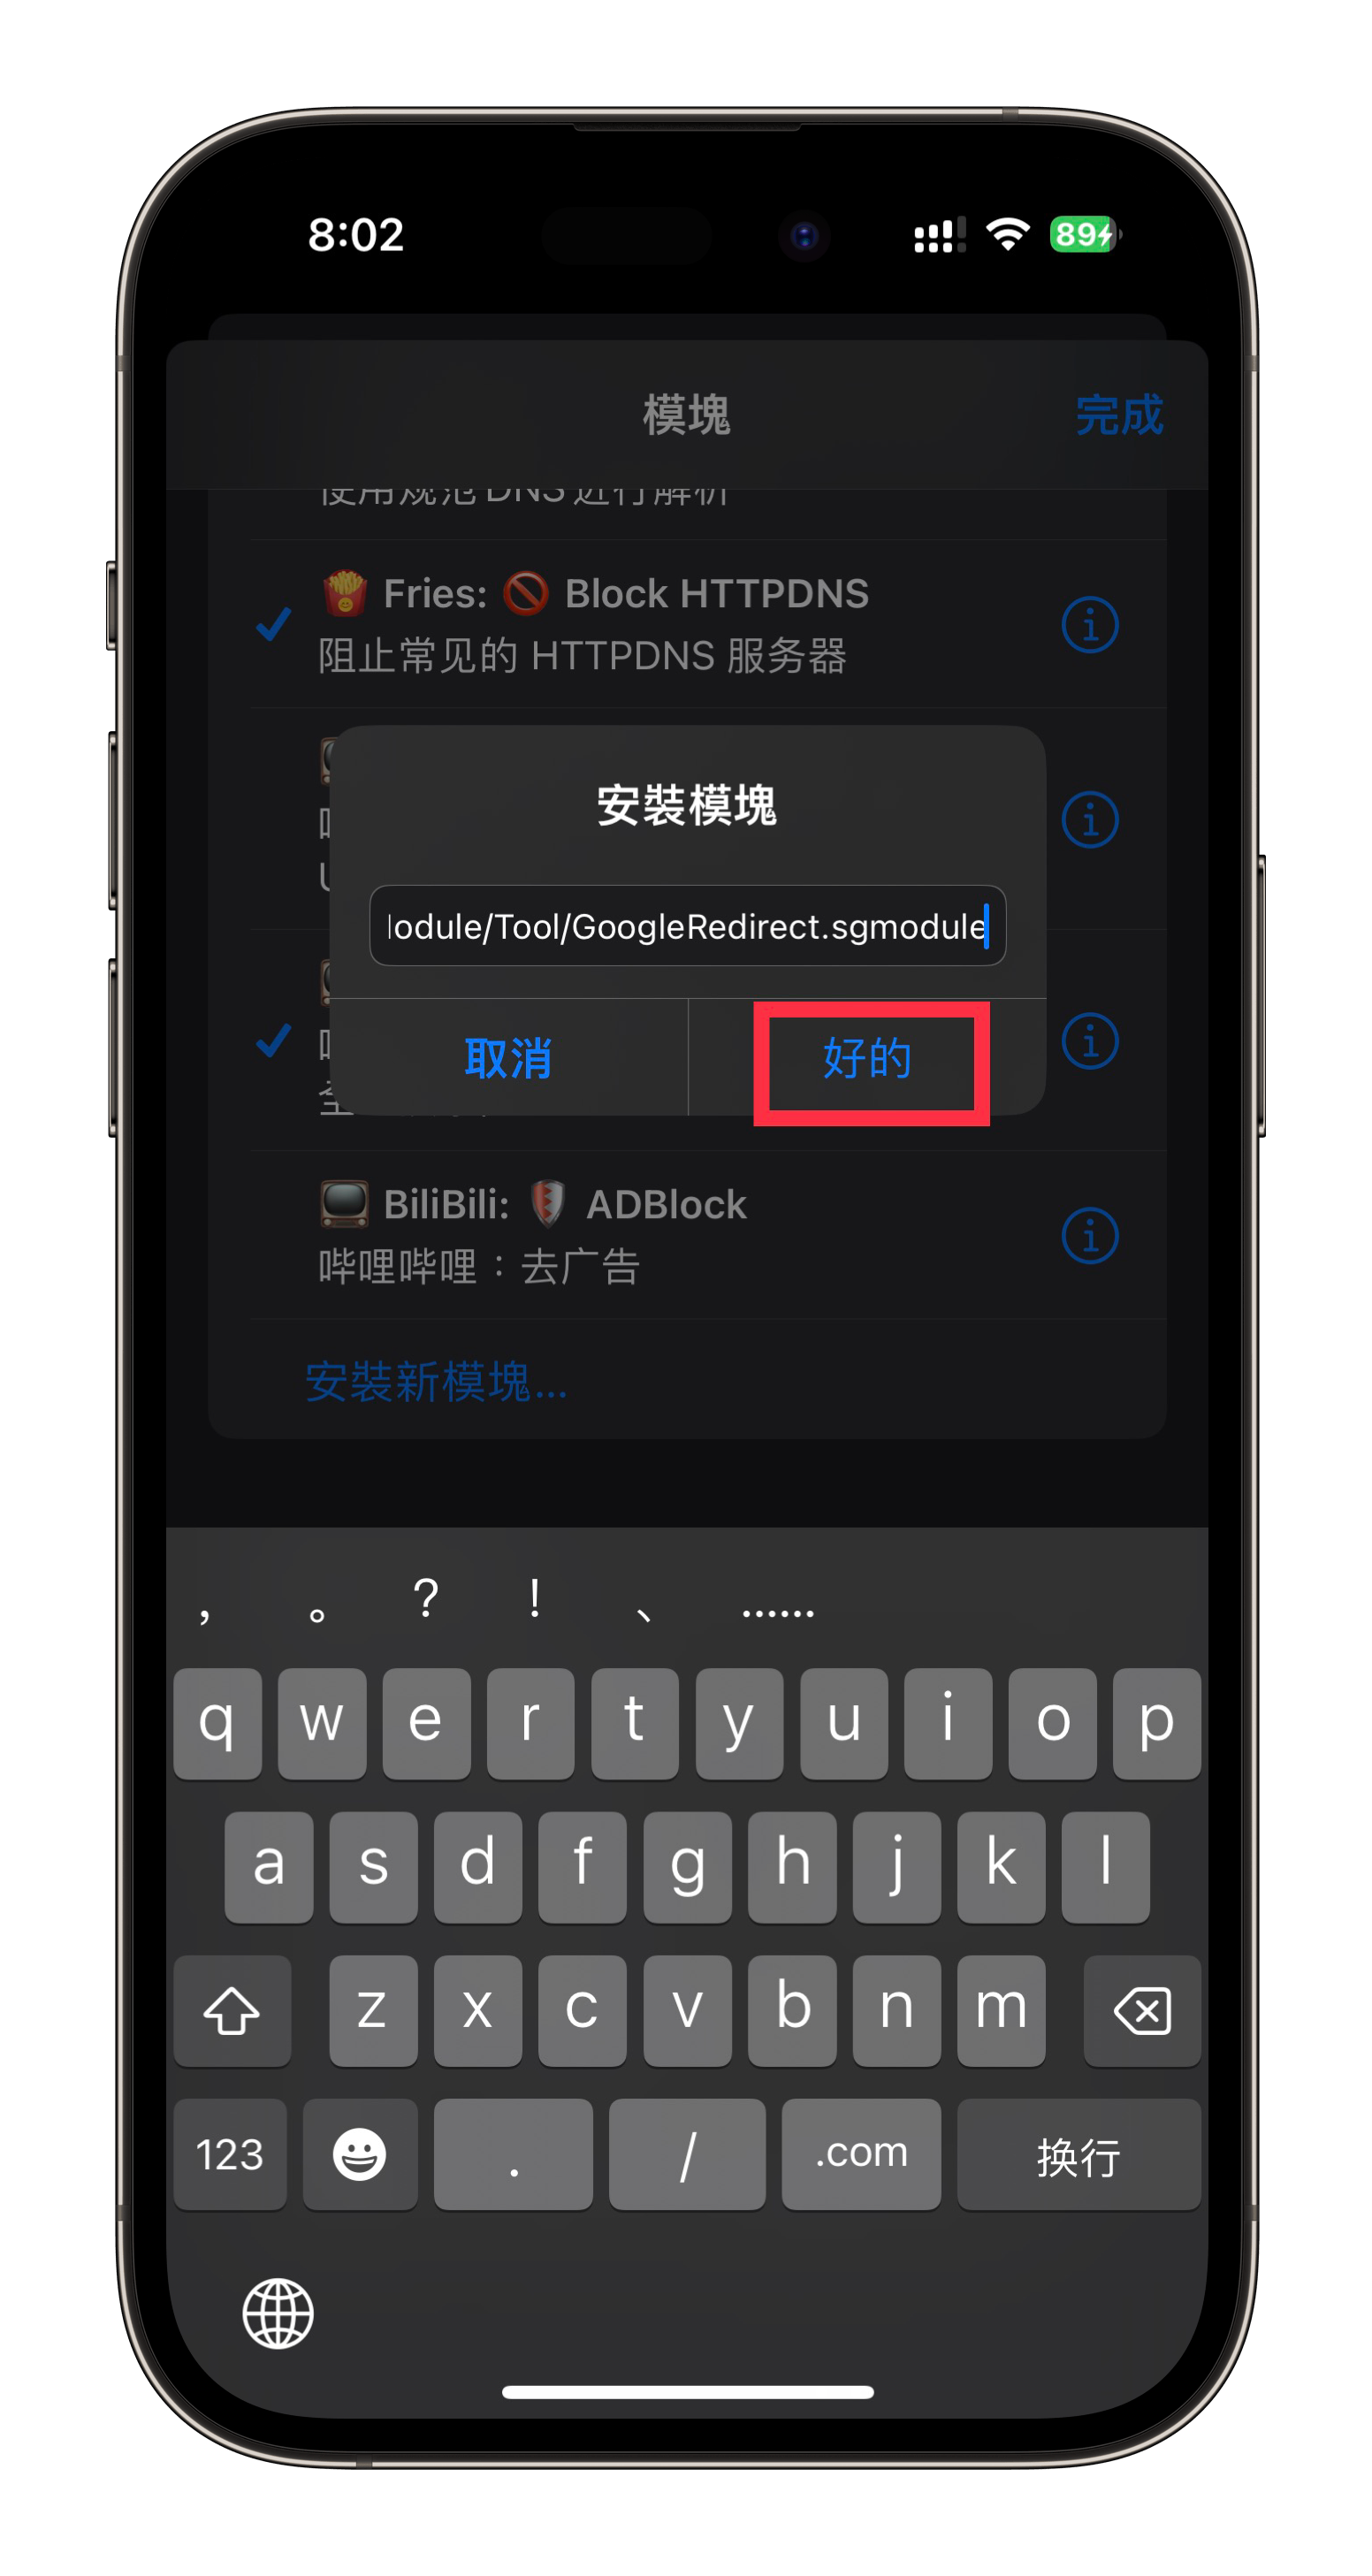 8:02
89
模塊
完成
使用规范 DNS 进行解析
Fries: 🚫 Block HTTPDNS
阻止常见的 HTTPDNS 服务器
安裝模塊
odule/Tool/GoogleRedirect.sgmodule
取消
好的
BiliBili: ADBlock
哔哩哔哩：去广告
安裝新模塊...
， 。 ？ ！ 、 ……
q w e r t y u i o p
a s d f g h j k l
z x c v b n m
123 . / .com 换行